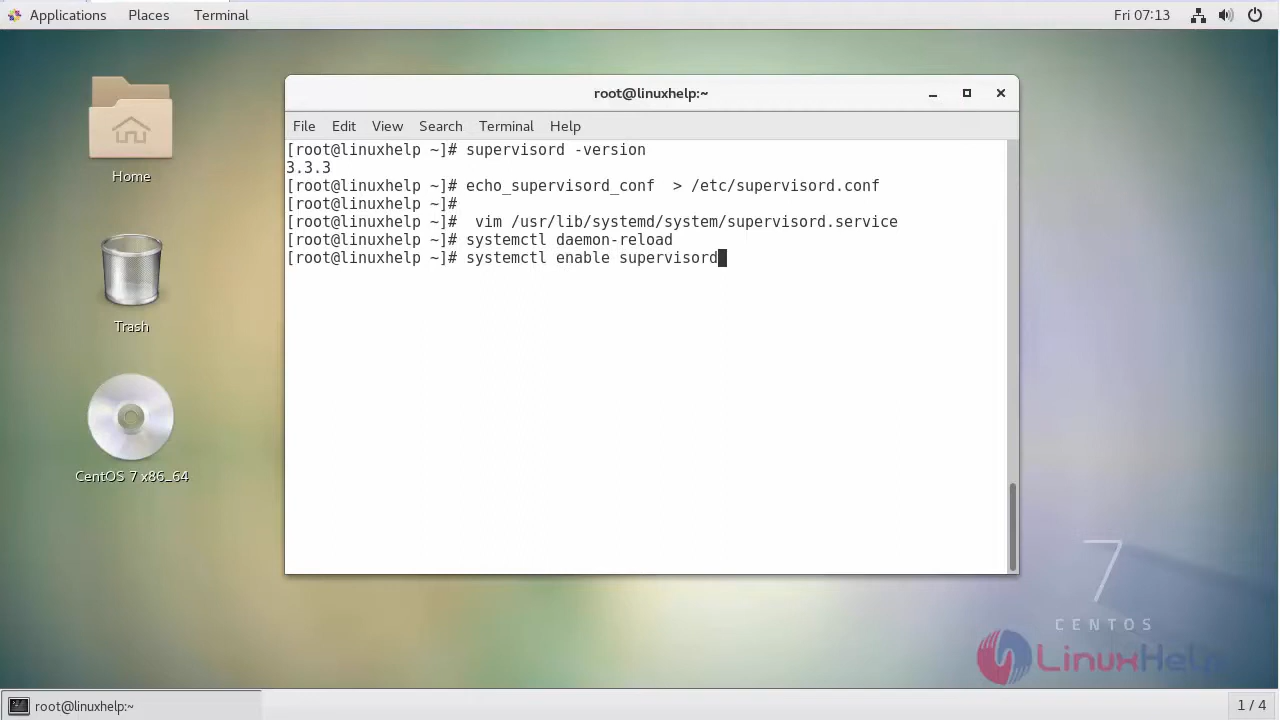 Applications Places Terminal Fri 07:13
root@linuxhelp:~
File Edit View Search Terminal Help
[root@linuxhelp ~]# supervisord -version
3.3.3
[root@linuxhelp ~]# echo_supervisord_conf  > /etc/supervisord.conf
[root@linuxhelp ~]#
[root@linuxhelp ~]#  vim /usr/lib/systemd/system/supervisord.service
[root@linuxhelp ~]# systemctl daemon-reload
[root@linuxhelp ~]# systemctl enable supervisord
Home
Trash
CentOS 7 x86_64
7
CENTOS
LinuxHelp
root@linuxhelp:~
1 / 4